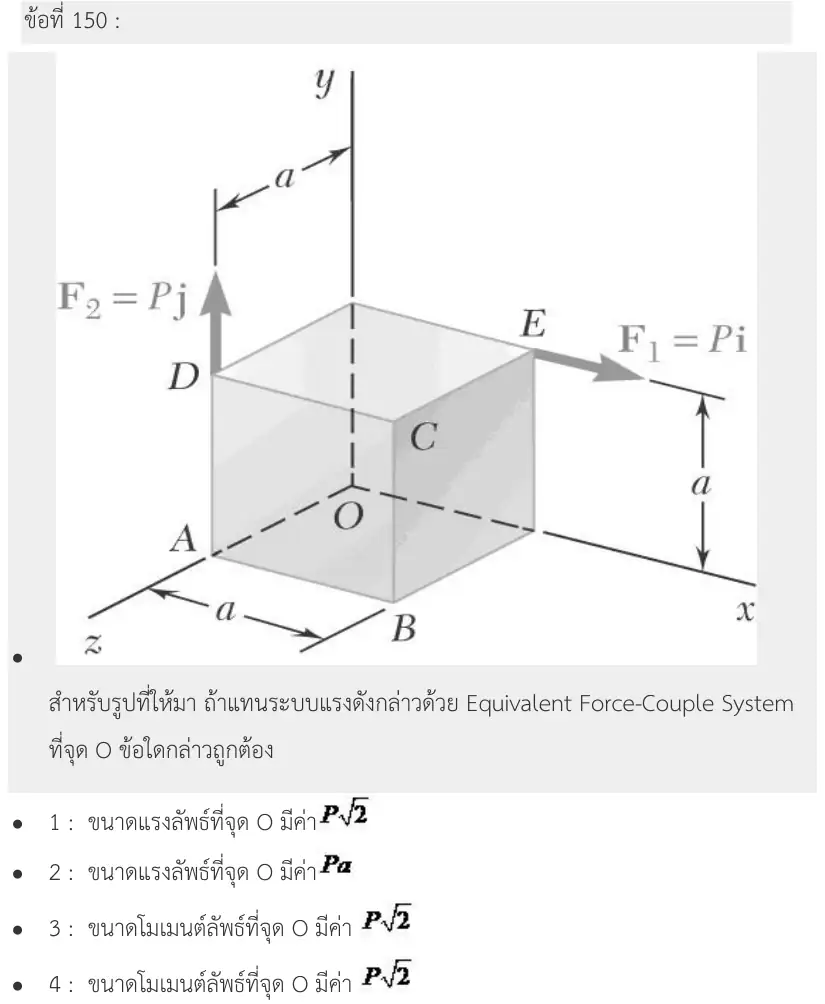 ข้อที่ 150 :
y
a
F₂ = Pj
E
F₁ = Pi
D
C
a
O
A
a
x
B
z
สำหรับรูปที่ให้มา ถ้าแทนระบบแรงดังกล่าวด้วย Equivalent Force-Couple System
ที่จุด O ข้อใดกล่าวถูกต้อง
1 : ขนาดแรงลัพธ์ที่จุด O มีค่า P√2
2 : ขนาดแรงลัพธ์ที่จุด O มีค่า Pa
3 : ขนาดโมเมนต์ลัพธ์ที่จุด O มีค่า P√2
4 : ขนาดโมเมนต์ลัพธ์ที่จุด O มีค่า P√2